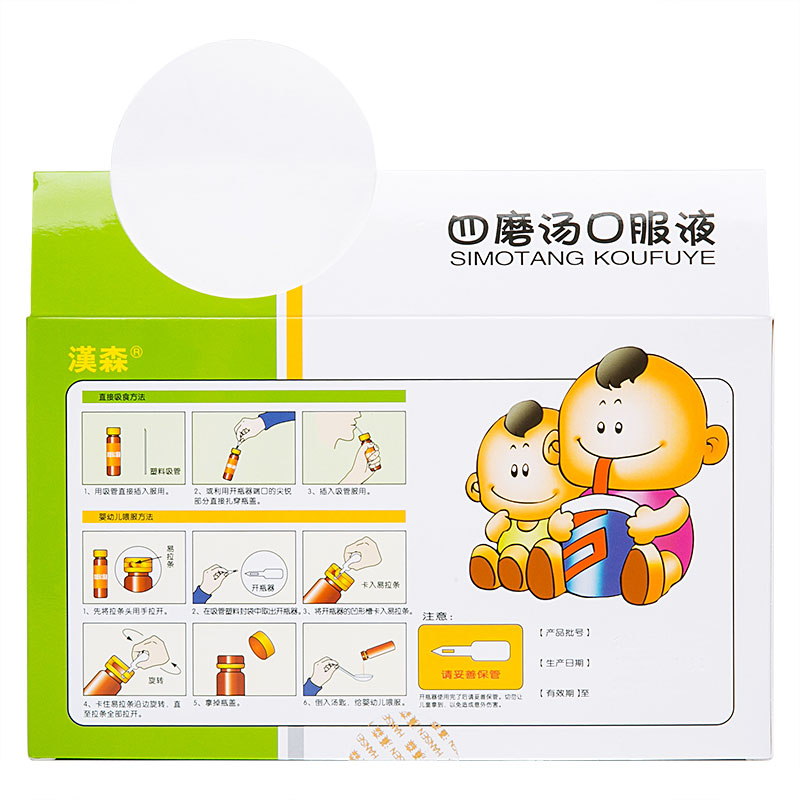 四磨汤口服液
SIMOTANG KOUFUYE
漢森®
直接吸食方法
塑料吸管
1、用吸管直接插入服用。
2、或利用开瓶器端口的尖锐
部分直接扎穿瓶盖。
3、插入吸管服用。
婴幼儿喂服方法
易
拉
条
1、先将拉条头用手拉开。
开瓶器
2、在吸管塑料封袋中取出开瓶器。
卡入易拉条
3、将开瓶器的凹形槽卡入易拉条。
旋转
4、卡住易拉条沿边旋转，直
至拉条全部拉开。
5、拿掉瓶盖。
6、倒入汤匙，给婴幼儿喂服。
注意：
请妥善保管
开瓶器使用完了后请妥善保管。切勿让
儿童拿到，以免造成意外伤害。
【产品批号】
【生产日期】
【有效期】至
HANSEN 漢森